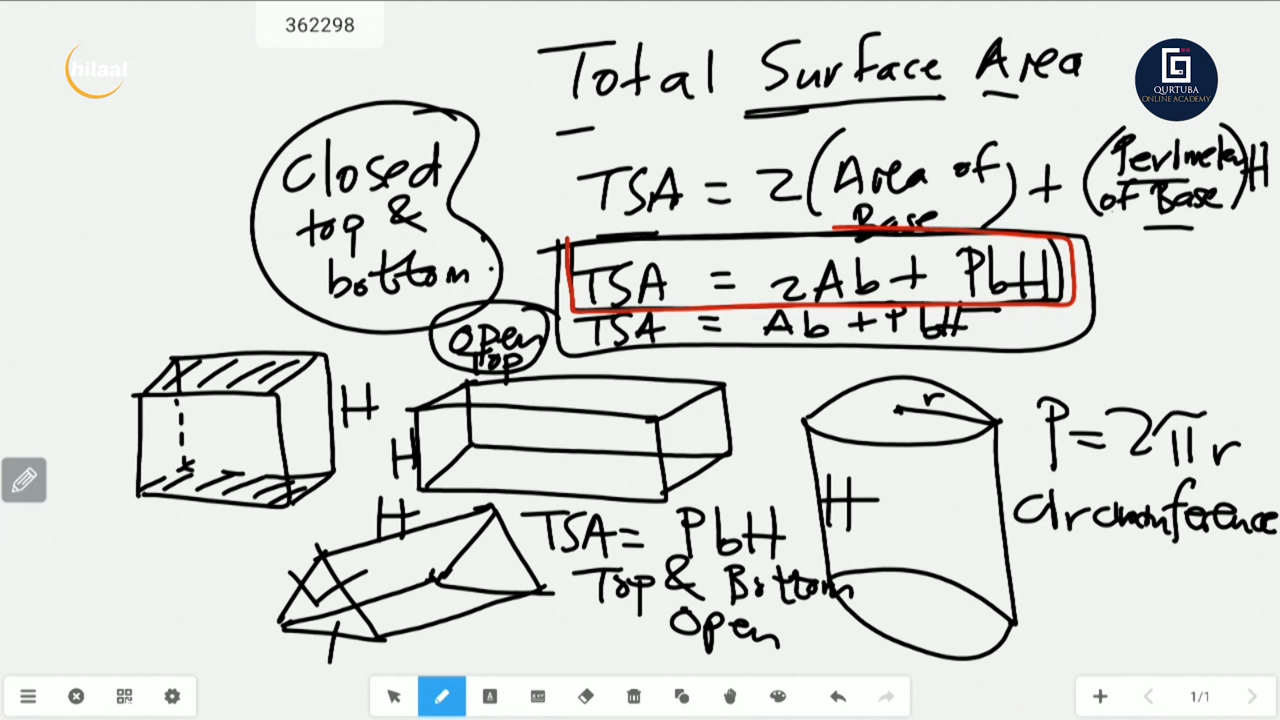 362298
hilaal
QURTUBA
ONLINE ACADEMY
Total Surface Area
closed
top &
bottom
TSA = 2(Area of Base) + (Perimeter of Base)H
TSA = 2Ab + PbH
TSA = Ab + PbH
open
Top
H
H
H
r
H
P = 2πr
circumference
TSA = PbH
Top & Bottom
Open
1/1